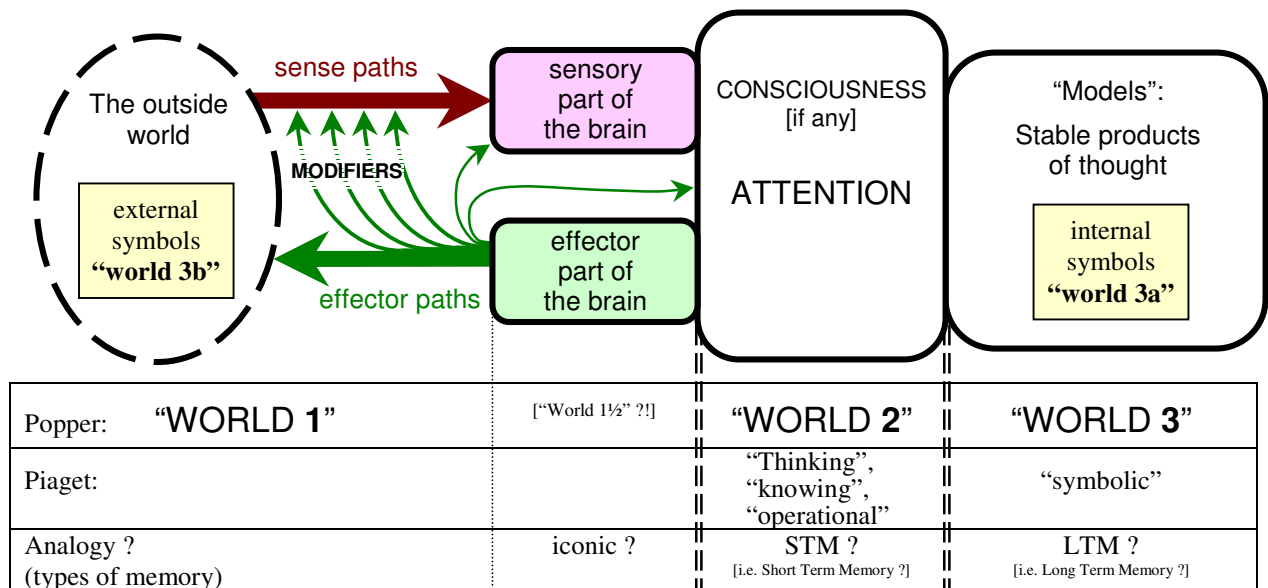 sense paths
The outside
world
MODIFIERS
external
symbols
“world 3b”
effector paths
sensory
part of
the brain
effector
part of
the brain
CONSCIOUSNESS
[if any]
ATTENTION
“Models”:
Stable products
of thought
internal
symbols
“world 3a”
Popper: “WORLD 1” [“World 1½” ?!] “WORLD 2” “WORLD 3”
Piaget: “Thinking”, “symbolic”
“knowing”,
“operational”
Analogy ? iconic ? STM ? LTM ?
(types of memory) [i.e. Short Term Memory ?] [i.e. Long Term Memory ?]